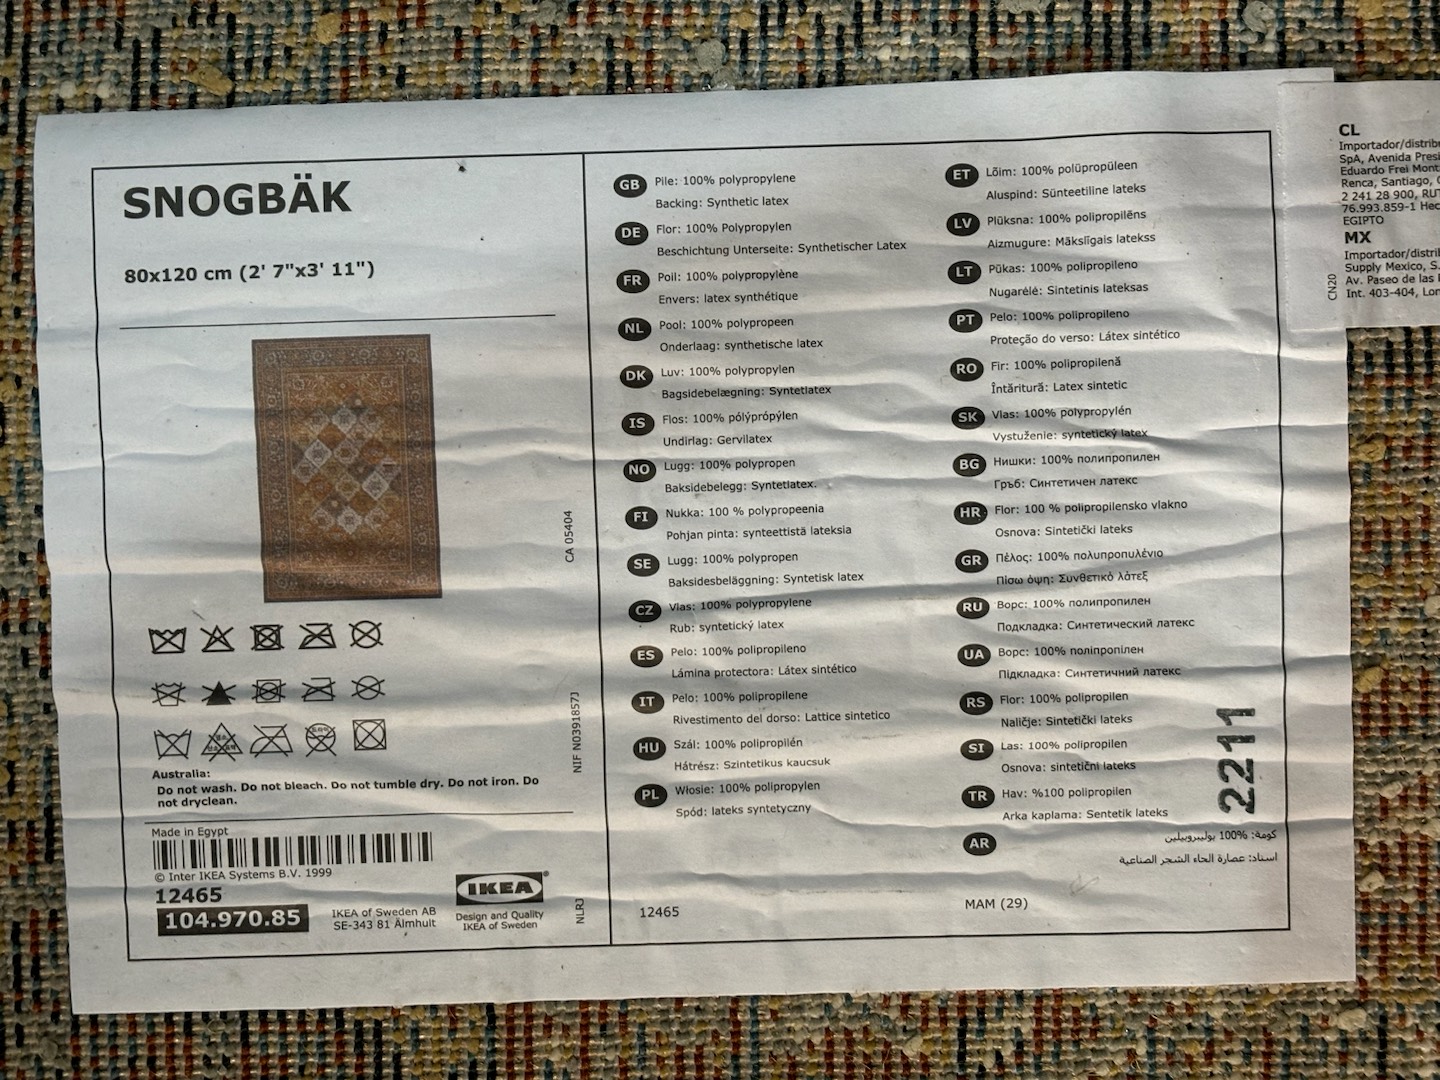 SNOGBÄK
80x120 cm (2' 7"x3' 11")
CA 05404
Australia:
Do not wash. Do not bleach. Do not tumble dry. Do not iron. Do
not dryclean.
NIF N0391857J
Made in Egypt
© Inter IKEA Systems B.V. 1999
12465
104.970.85
IKEA of Sweden AB
SE-343 81 Älmhult
IKEA
Design and Quality
IKEA of Sweden
NLRJ
GB Pile: 100% polypropylene
Backing: Synthetic latex
DE Flor: 100% Polypropylen
Beschichtung Unterseite: Synthetischer Latex
FR Poil: 100% polypropylène
Envers: latex synthétique
NL Pool: 100% polypropeen
Onderlaag: synthetische latex
DK Luv: 100% polypropylen
Bagsidebelægning: Syntetlatex
IS Flos: 100% pólýprópýlen
Undirlag: Gervilatex
NO Lugg: 100% polypropen
Baksidebelegg: Syntetlatex.
FI Nukka: 100 % polypropeenia
Pohjan pinta: synteettistä lateksia
SE Lugg: 100% polypropen
Baksidesbeläggning: Syntetisk latex
CZ Vlas: 100% polypropylene
Rub: syntetický latex
ES Pelo: 100% polipropileno
Lámina protectora: Látex sintético
IT Pelo: 100% polipropilene
Rivestimento del dorso: Lattice sintetico
HU Szál: 100% polipropilén
Hátrész: Szintetikus kaucsuk
PL Włosie: 100% polipropylen
Spód: lateks syntetyczny
12465
ET Lõim: 100% polüpropüleen
Aluspind: Sünteetiline lateks
LV Plūksna: 100% polipropilēns
Aizmugure: Mākslīgais latekss
LT Pūkas: 100% polipropileno
Nugarėlė: Sintetinis lateksas
PT Pelo: 100% polipropileno
Proteção do verso: Látex sintético
RO Fir: 100% polipropilenă
Întăritură: Latex sintetic
SK Vlas: 100% polypropylén
Vystuženie: syntetický latex
BG Нишки: 100% полипропилен
Гръб: Синтетичен латекс
HR Flor: 100 % polipropilensko vlakno
Osnova: Sintetički lateks
GR Πέλος: 100% πολυπροπυλένιο
Πίσω όψη: Συνθετικό λάτεξ
RU Ворс: 100% полипропилен
Подкладка: Синтетический латекс
UA Ворс: 100% поліпропілен
Підкладка: Синтетичний латекс
RS Flor: 100% polipropilen
Naličje: Sintetički lateks
SI Las: 100% polipropilen
Osnova: sintetični lateks
TR Hav: %100 polipropilen
Arka kaplama: Sentetik lateks
AR كومة: %100 بوليبروبيلين
اسناد: عصارة الحاء الشجر الصناعية
MAM (29)
2211
CN20
CL
Importador/distrib
SpA, Avenida Presi
Eduardo Frei Mont
Renca, Santiago,
2 241 28 900, RUT
76.993.859-1 Hec
EGIPTO
MX
Importador/distri
Supply Mexico, S.
Av. Paseo de las
Int. 403-404, Lon